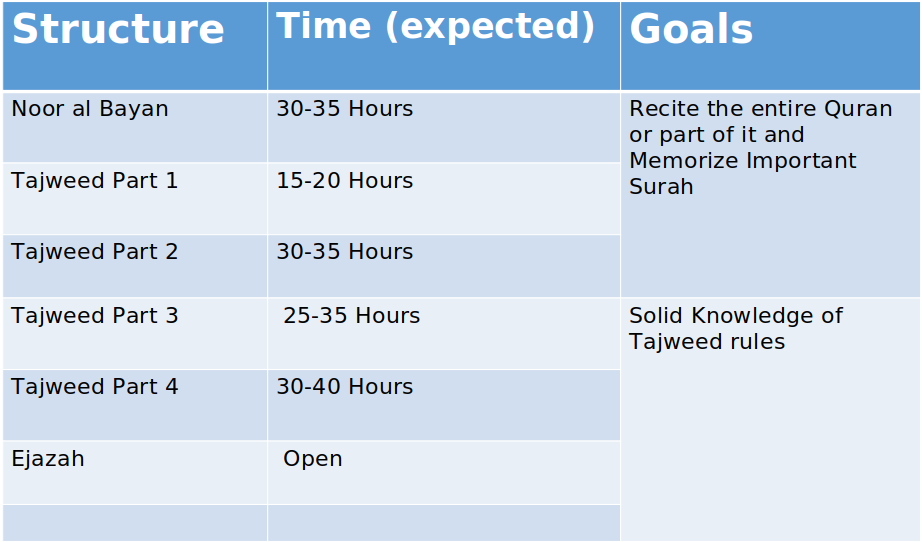 Structure
Time (expected)
Goals
Noor al Bayan
30-35 Hours
Recite the entire Quran
or part of it and
Memorize Important
Surah
Tajweed Part 1
15-20 Hours
Tajweed Part 2
30-35 Hours
Tajweed Part 3
25-35 Hours
Solid Knowledge of
Tajweed rules
Tajweed Part 4
30-40 Hours
Ejazah
Open